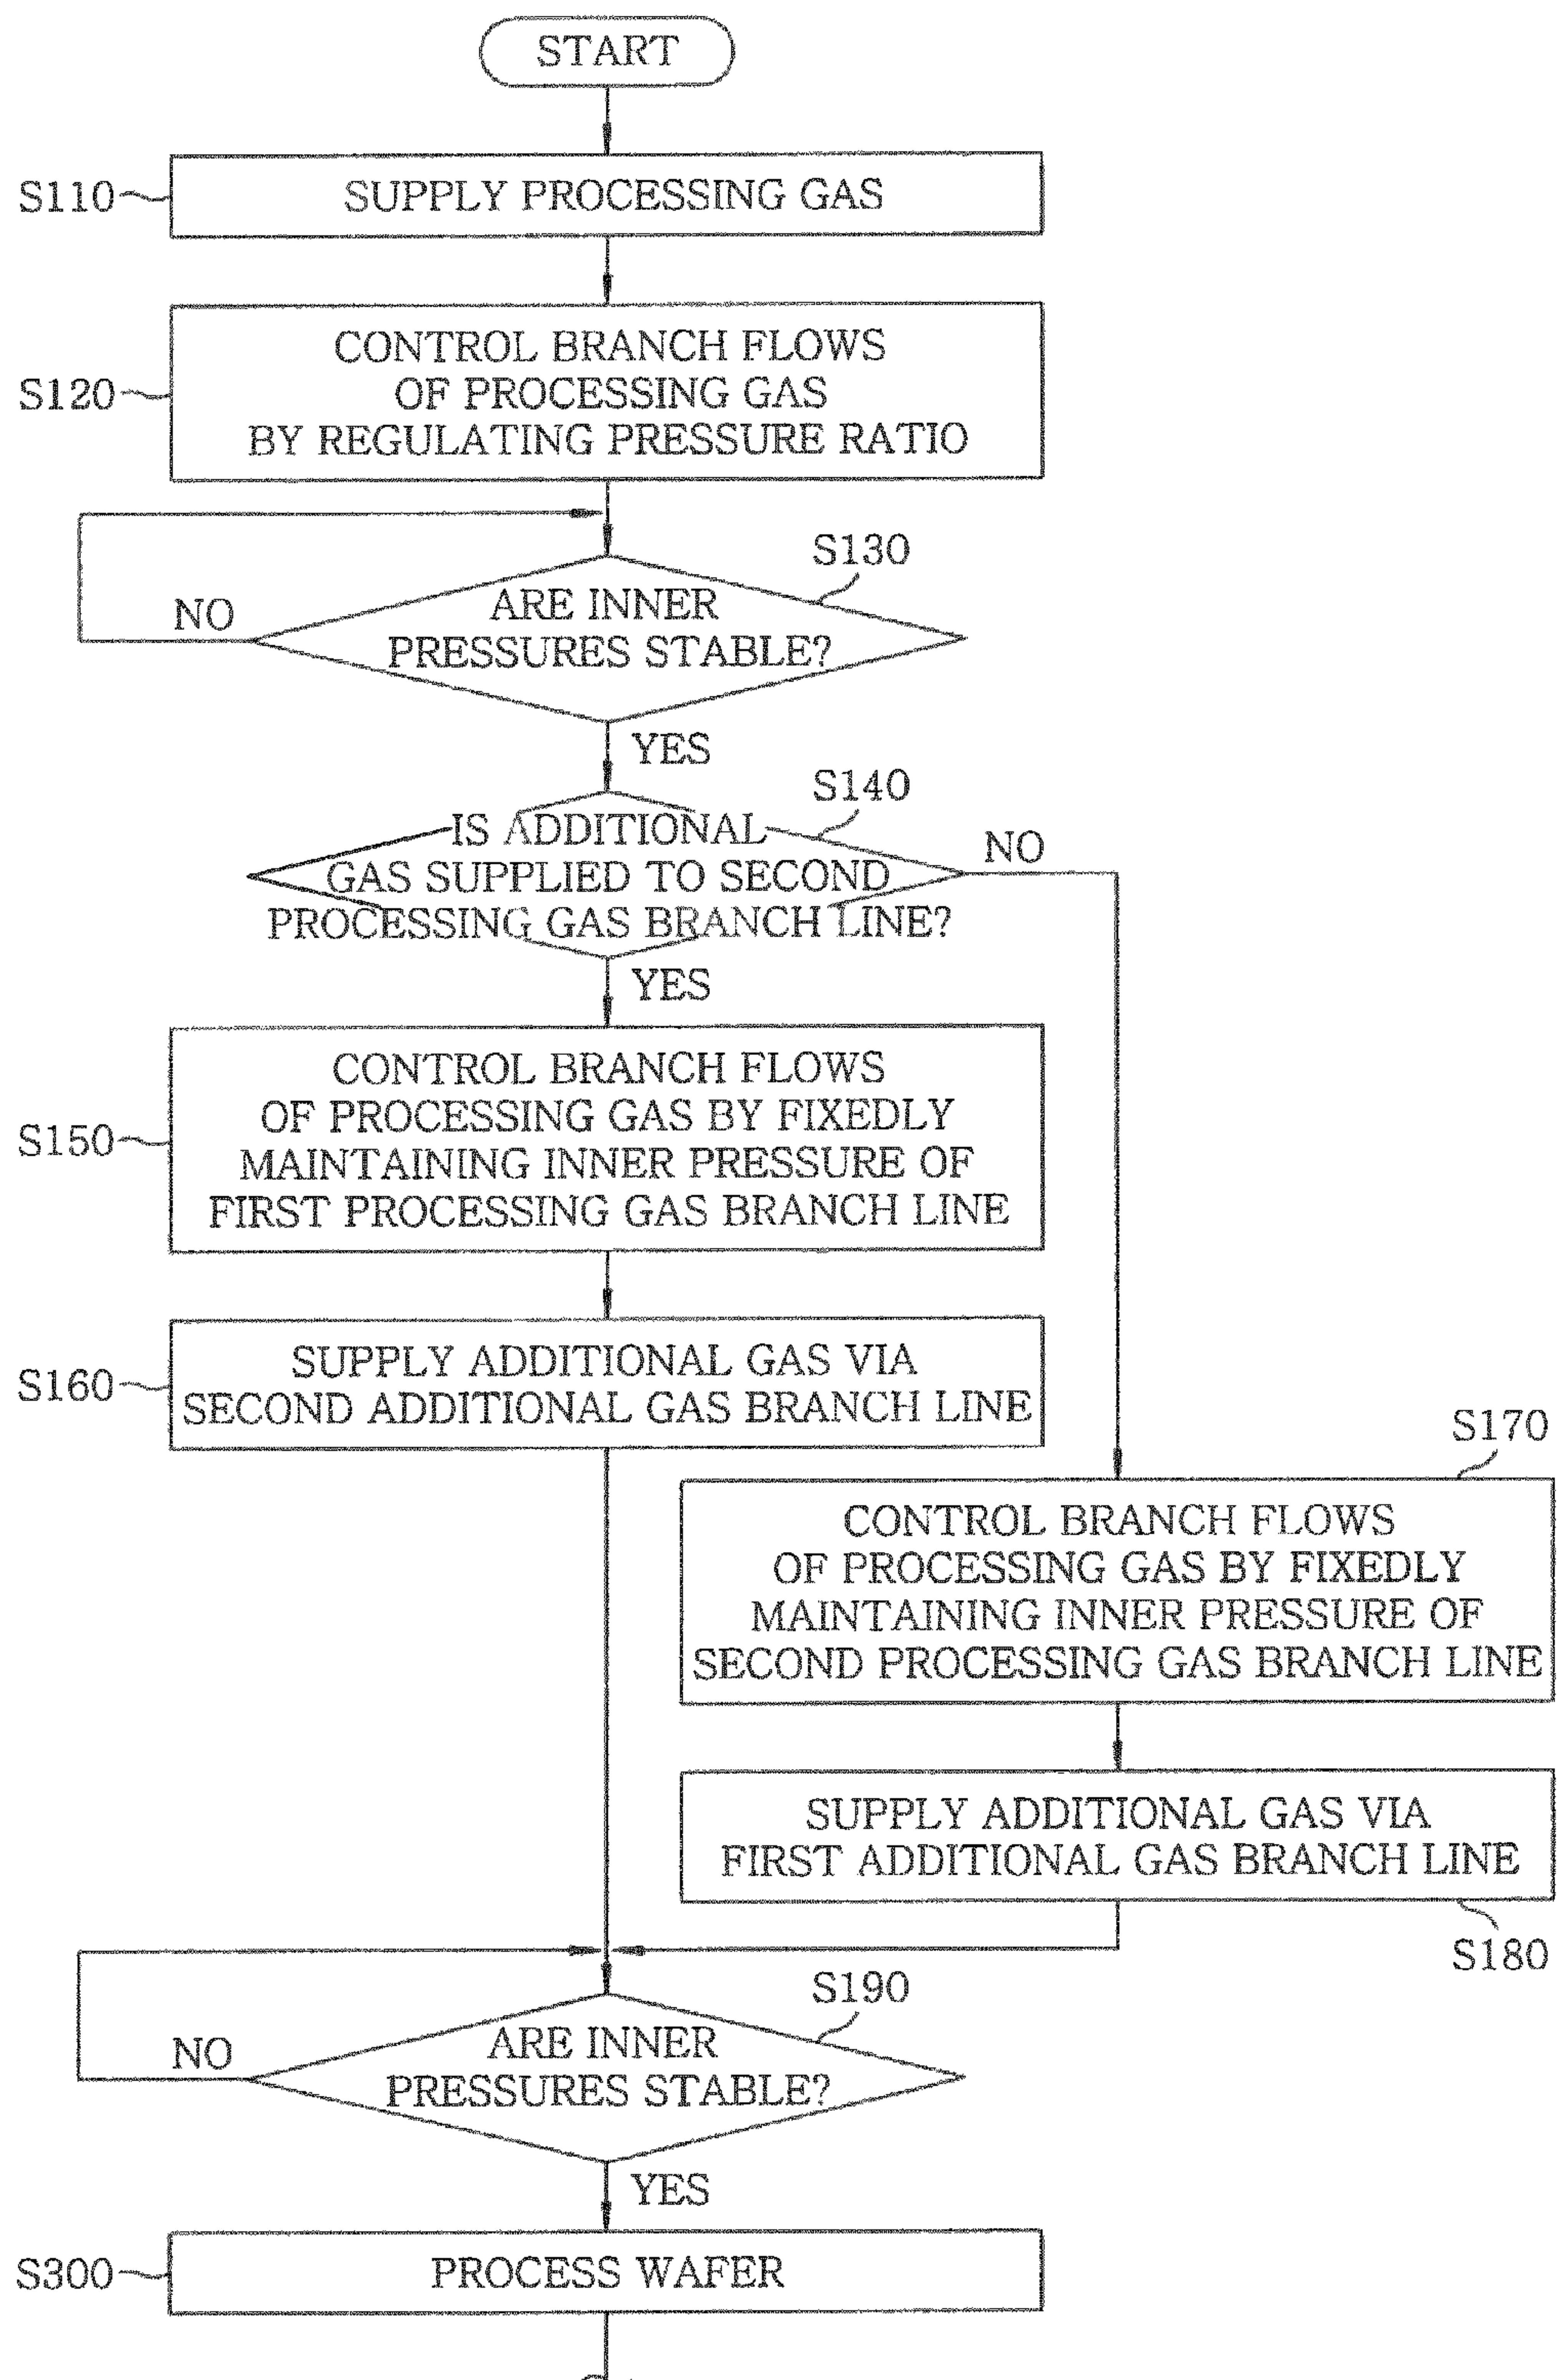 START
S110
SUPPLY PROCESSING GAS
S120
CONTROL BRANCH FLOWS
OF PROCESSING GAS
BY REGULATING PRESSURE RATIO
S130
NO
ARE INNER
PRESSURES STABLE?
YES
S140
IS ADDITIONAL
GAS SUPPLIED TO SECOND
PROCESSING GAS BRANCH LINE?
NO
YES
S150
CONTROL BRANCH FLOWS
OF PROCESSING GAS BY FIXEDLY
MAINTAINING INNER PRESSURE OF
FIRST PROCESSING GAS BRANCH LINE
S160
SUPPLY ADDITIONAL GAS VIA
SECOND ADDITIONAL GAS BRANCH LINE
S170
CONTROL BRANCH FLOWS
OF PROCESSING GAS BY FIXEDLY
MAINTAINING INNER PRESSURE OF
SECOND PROCESSING GAS BRANCH LINE
SUPPLY ADDITIONAL GAS VIA
FIRST ADDITIONAL GAS BRANCH LINE
S180
S190
NO
ARE INNER
PRESSURES STABLE?
YES
S300
PROCESS WAFER